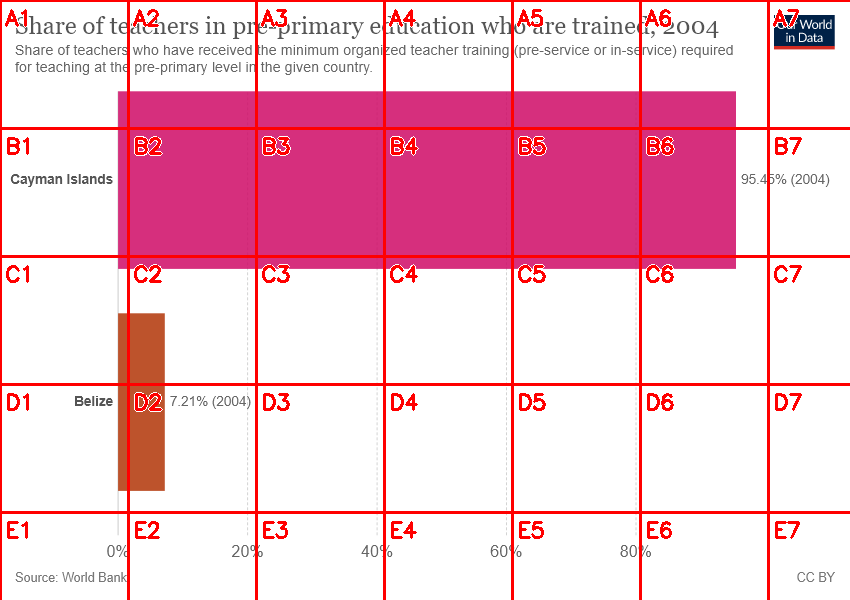 Share of teachers in pre-primary education who are trained, 2004
Our World
in Data
Share of teachers who have received the minimum organized teacher training (pre-service or in-service) required
for teaching at the pre-primary level in the given country.
Cayman Islands
95.45% (2004)
Belize
7.21% (2004)
0%
20%
40%
60%
80%
Source: World Bank
CC BY
A1 A2 A3 A4 A5 A6 A7
B1 B2 B3 B4 B5 B6 B7
C1 C2 C3 C4 C5 C6 C7
D1 D2 D3 D4 D5 D6 D7
E1 E2 E3 E4 E5 E6 E7